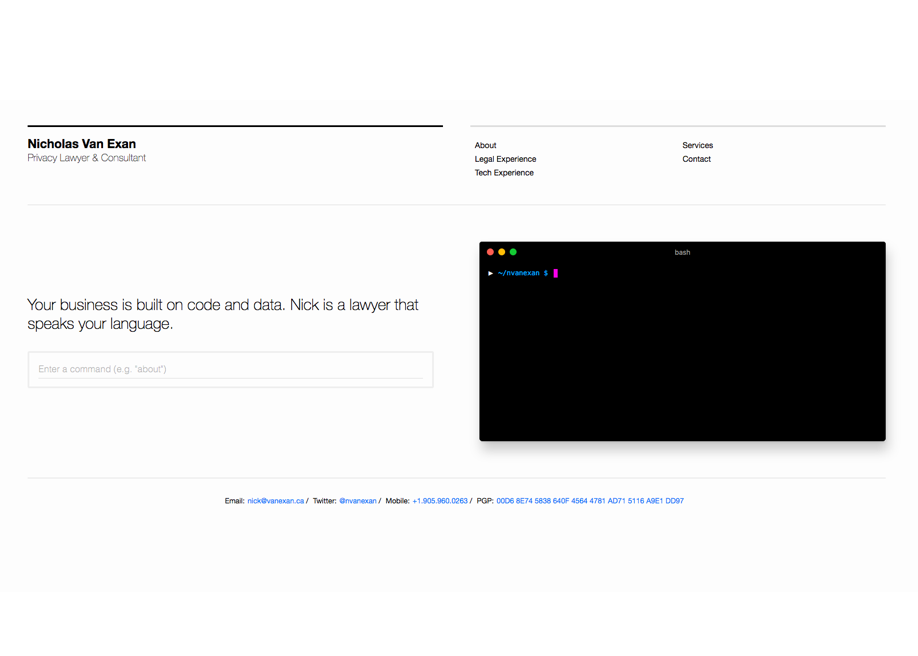 Nicholas Van Exan
Privacy Lawyer & Consultant
About
Legal Experience
Tech Experience
Services
Contact
Your business is built on code and data. Nick is a lawyer that
speaks your language.
Enter a command (e.g. "about")
bash
▶ ~/nvanexan $
Email: nick@vanexan.ca / Twitter: @nvanexan / Mobile: +1.905.960.0263 / PGP: 00D6 8E74 5838 640F 4564 4781 AD71 5116 A9E1 DD97